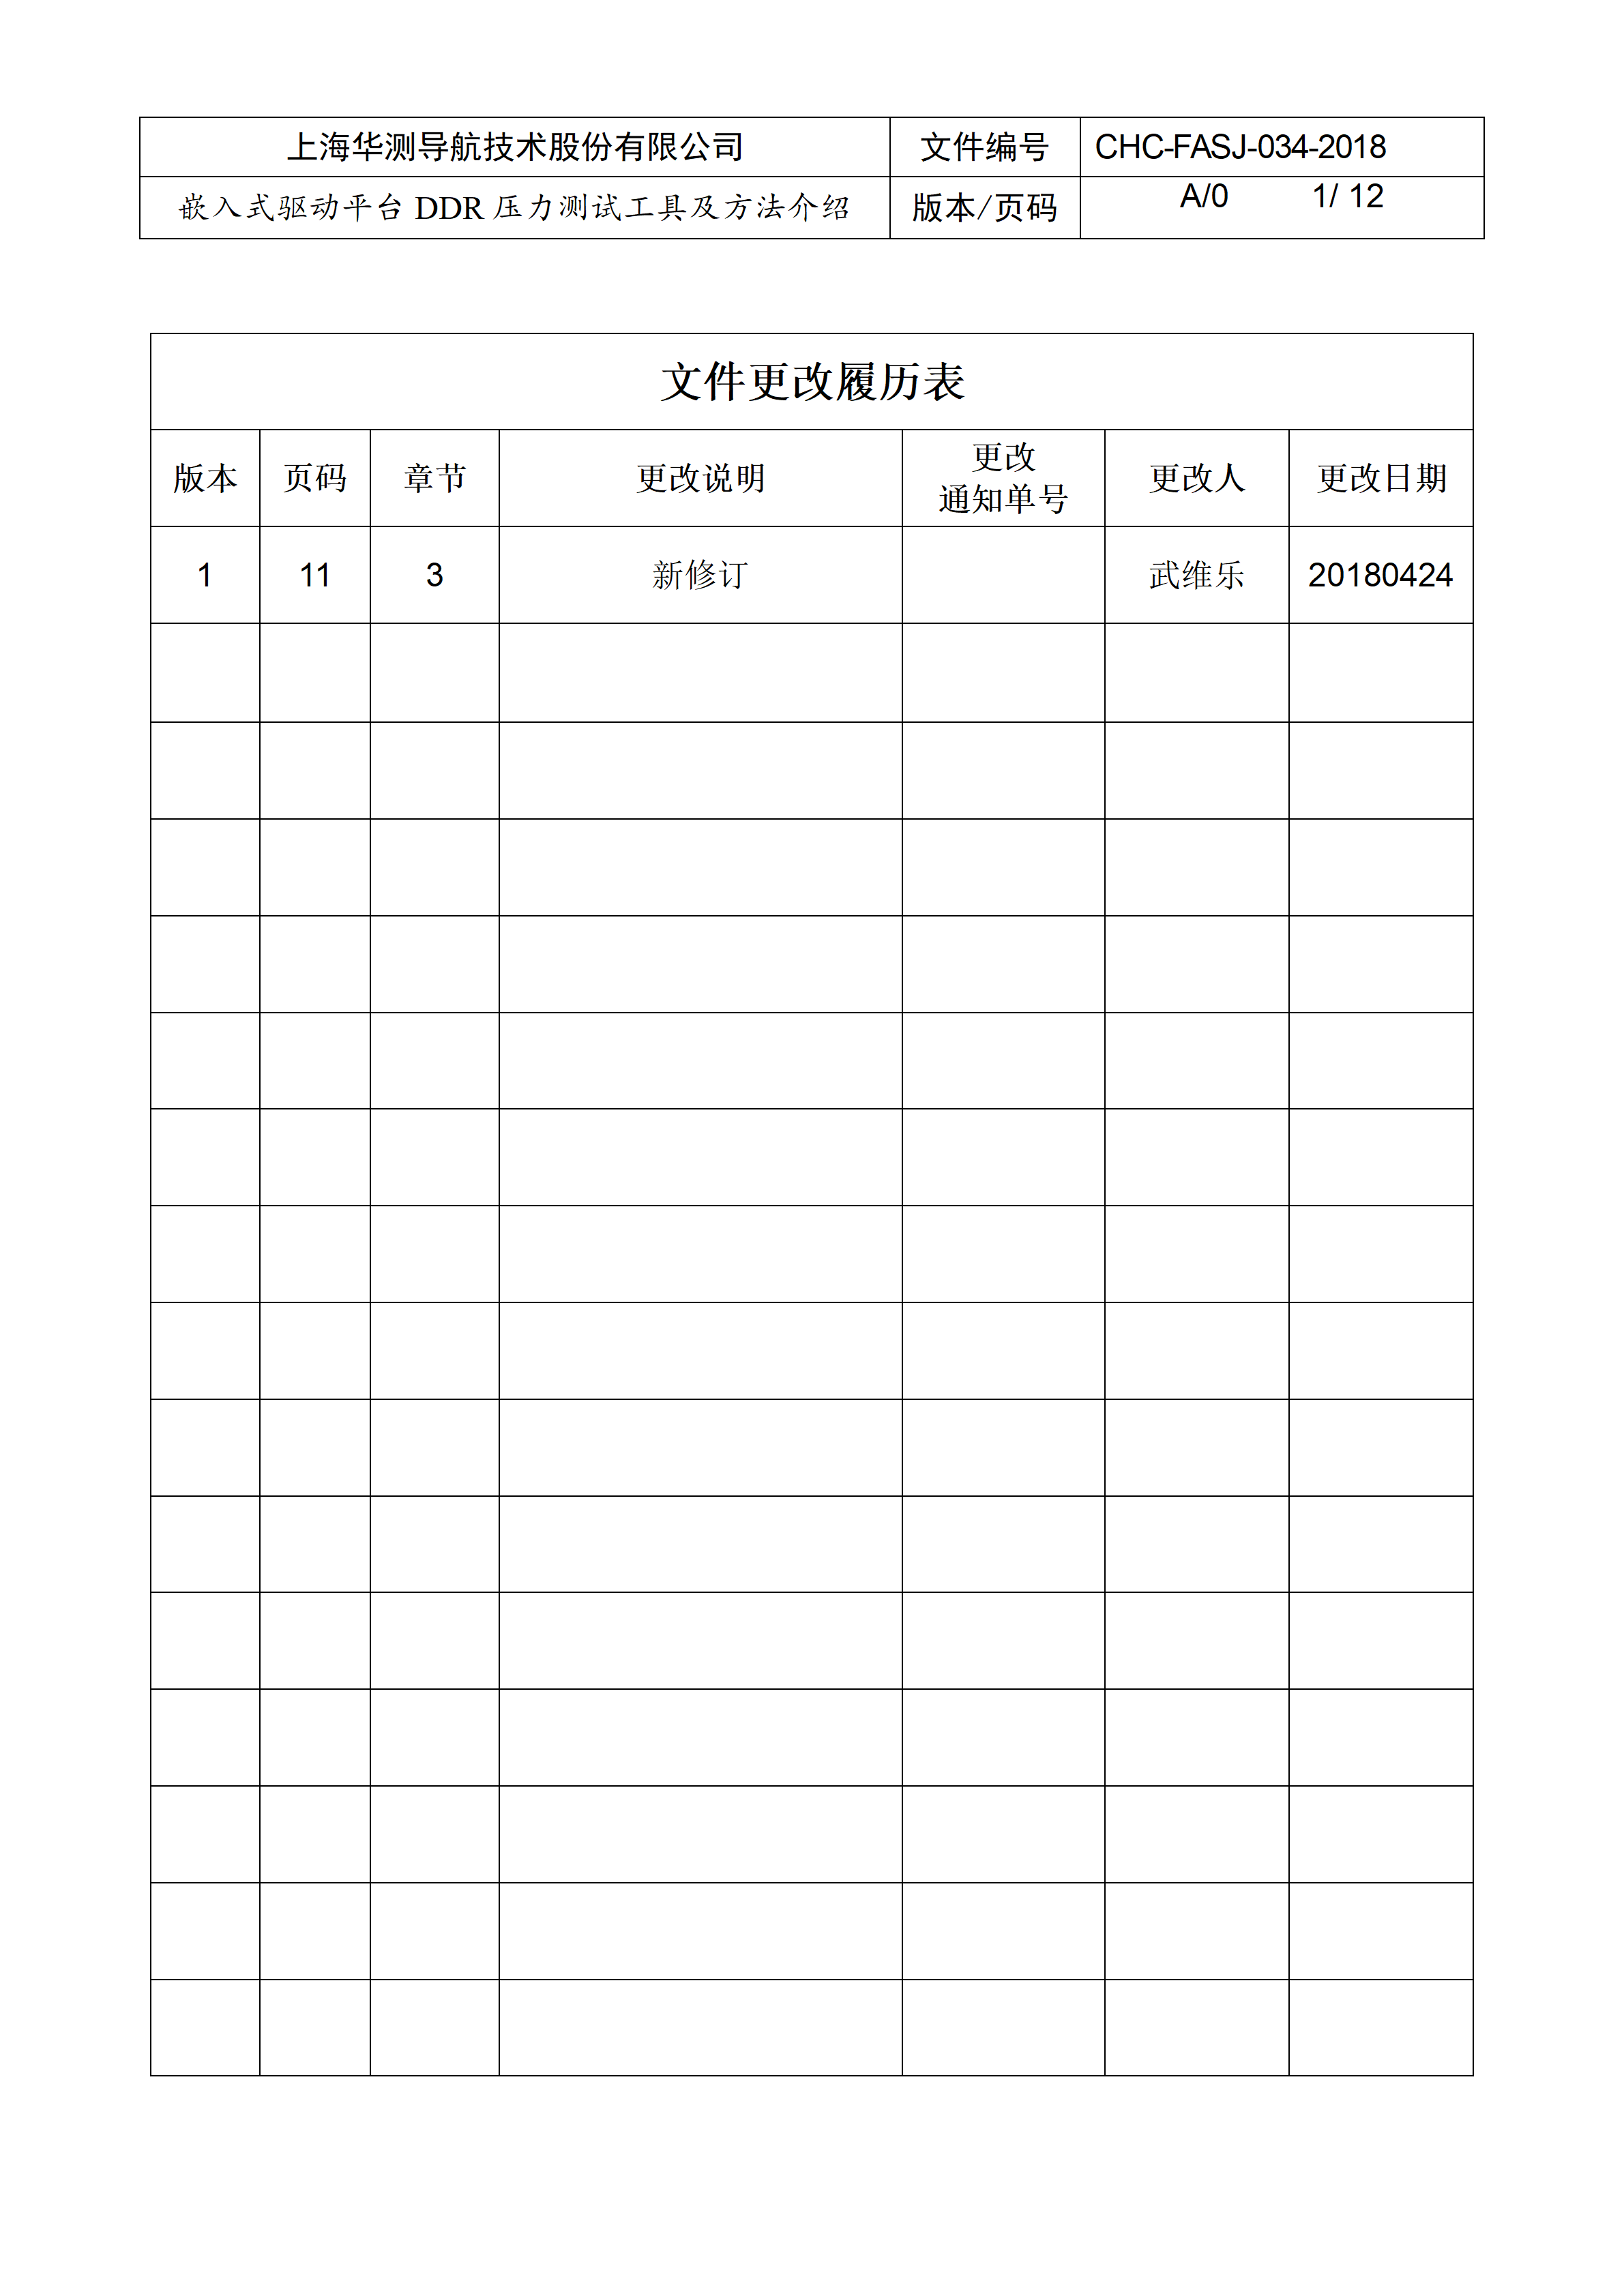 上海华测导航技术股份有限公司 文件编号 CHC-FASJ-034-2018
嵌入式驱动平台 DDR 压力测试工具及方法介绍 版本/页码 A/0 1/ 12
文件更改履历表
版本 页码 章节 更改说明 更改 通知单号 更改人 更改日期
1 11 3 新修订 武维乐 20180424